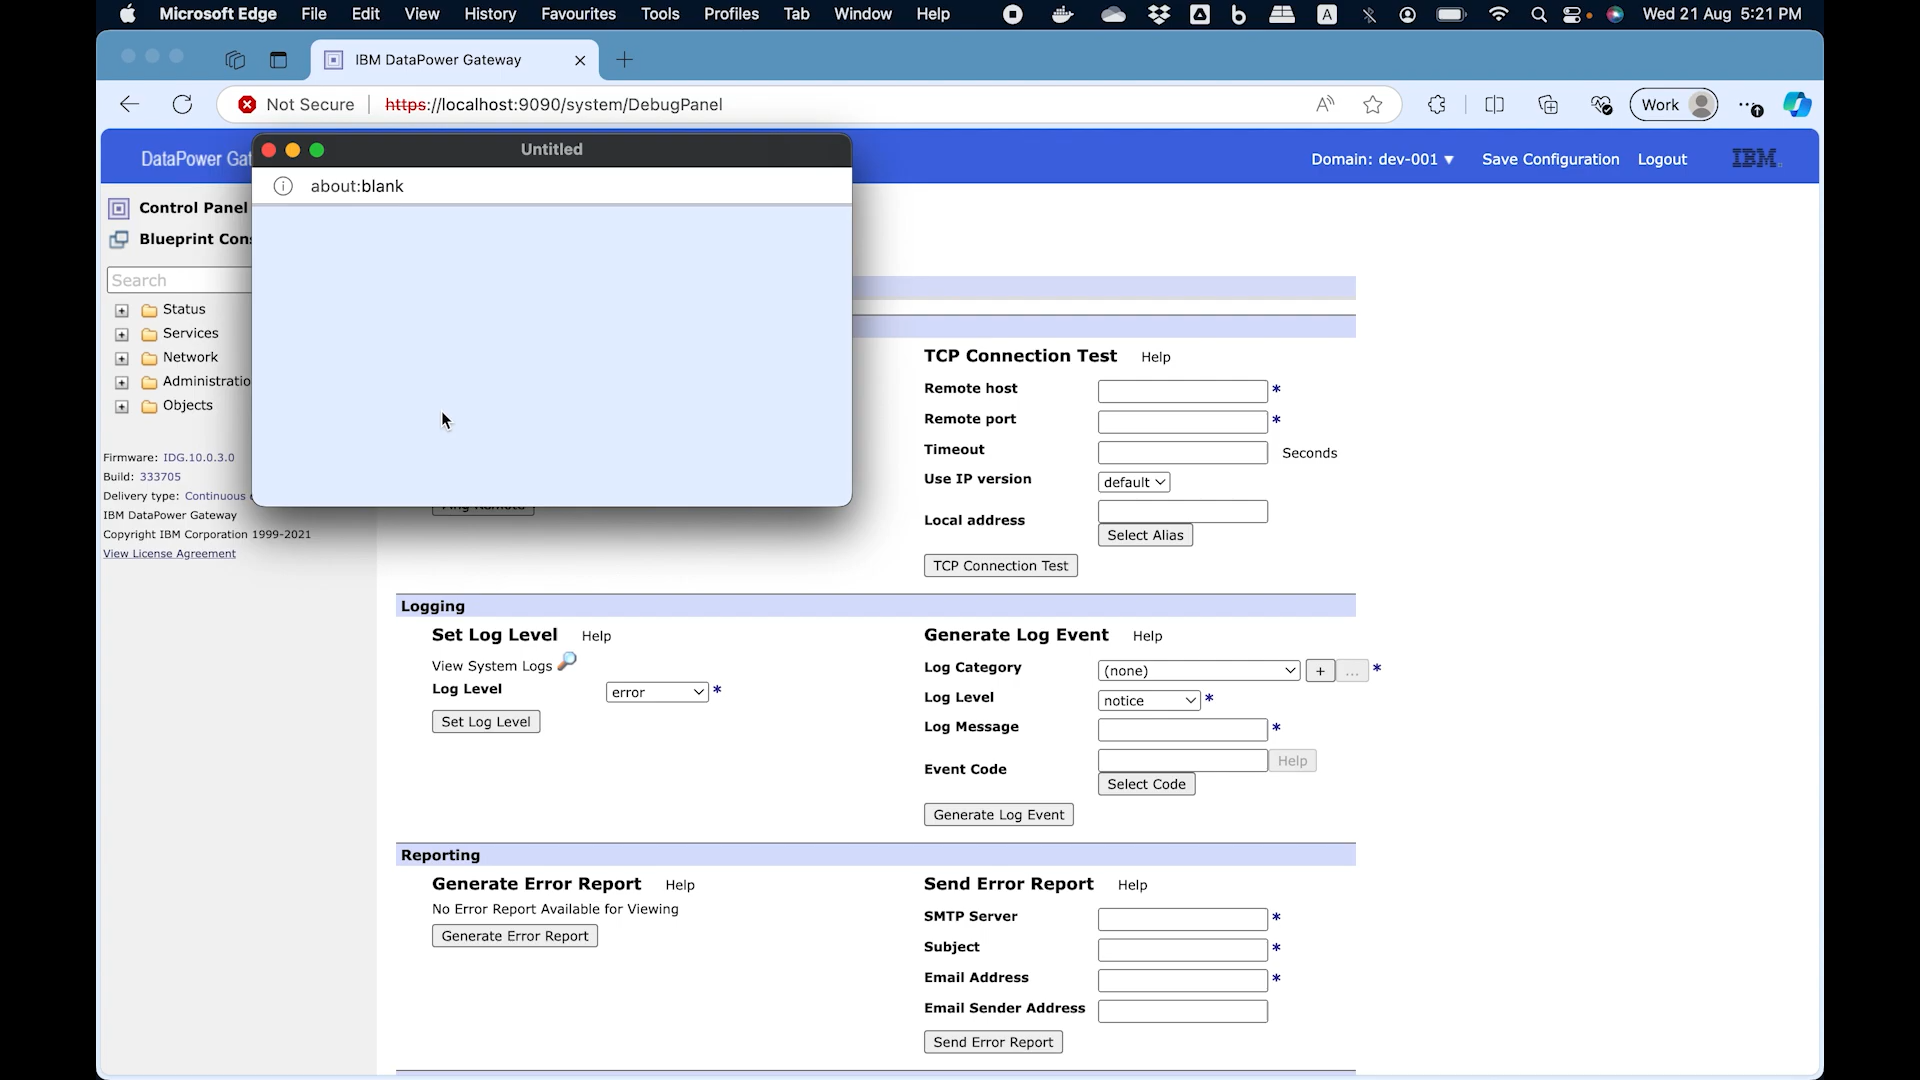 Microsoft Edge File Edit View History Favourites Tools Profiles Tab Window Help A Wed 21 Aug 5:21 PM
IBM DataPower Gateway
Not Secure https://localhost:9090/system/DebugPanel Work
Untitled
about:blank
DataPower Gat Domain: dev-001 ▼ Save Configuration Logout IBM
Control Panel
Blueprint Con
Search
Status
Services
Network
Administratio
Objects
Firmware: IDG.10.0.3.0
Build: 333705
Delivery type: Continuous
IBM DataPower Gateway
Copyright IBM Corporation 1999-2021
View License Agreement
TCP Connection Test Help
Remote host *
Remote port *
Timeout Seconds
Use IP version default
Local address
Select Alias
TCP Connection Test
Ping Remote
Logging
Set Log Level Help
View System Logs
Log Level error *
Set Log Level
Generate Log Event Help
Log Category (none) + ... *
Log Level notice *
Log Message *
Event Code Help
Select Code
Generate Log Event
Reporting
Generate Error Report Help
No Error Report Available for Viewing
Generate Error Report
Send Error Report Help
SMTP Server *
Subject *
Email Address *
Email Sender Address
Send Error Report